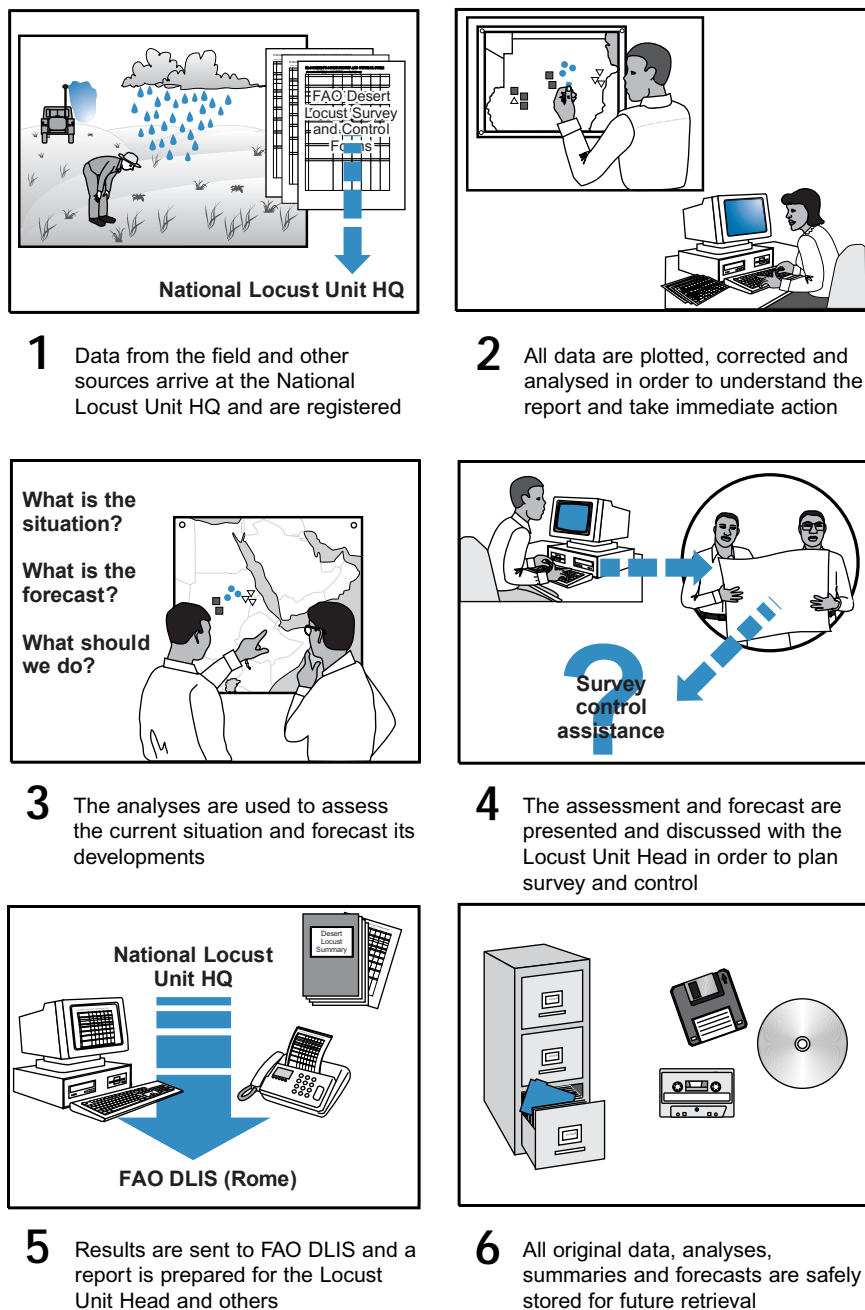 FAO Desert
Locust Survey
and Control
Forms
National Locust Unit HQ
1
Data from the field and other
sources arrive at the National
Locust Unit HQ and are registered
2
All data are plotted, corrected and
analysed in order to understand the
report and take immediate action
What is the
situation?
What is the
forecast?
What should
we do?
3
The analyses are used to assess
the current situation and forecast its
developments
?
Survey
control
assistance
4
The assessment and forecast are
presented and discussed with the
Locust Unit Head in order to plan
survey and control
National Locust
Unit HQ
Desert
Locust
Summary
FAO DLIS (Rome)
5
Results are sent to FAO DLIS and a
report is prepared for the Locust
Unit Head and others
6
All original data, analyses,
summaries and forecasts are safely
stored for future retrieval